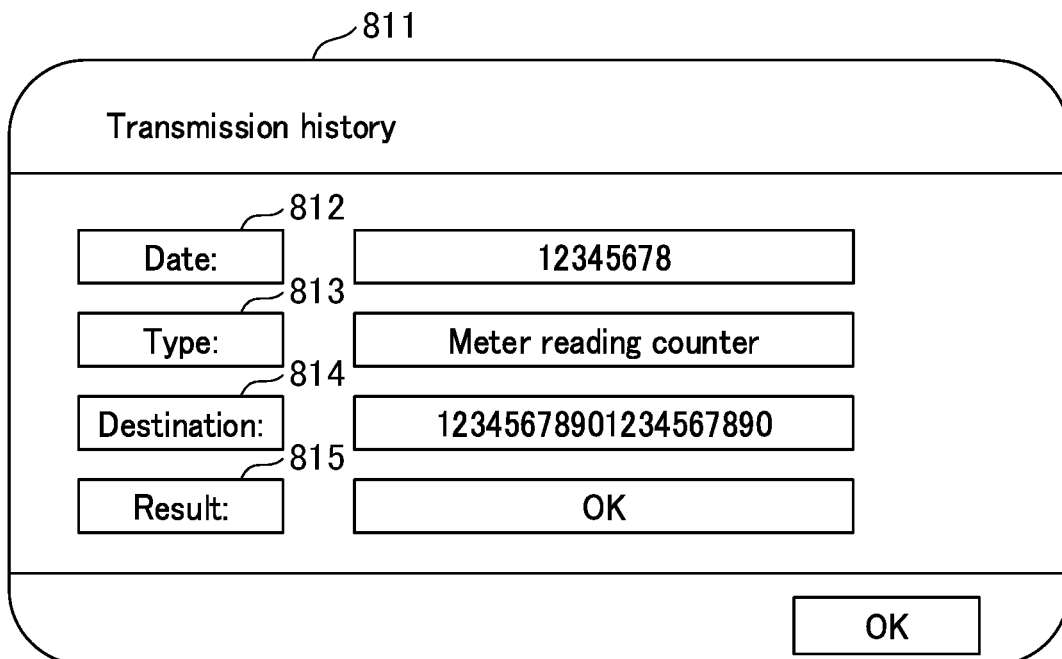 811
Transmission history
812
Date: 12345678
813
Type: Meter reading counter
814
Destination: 12345678901234567890
815
Result: OK
OK